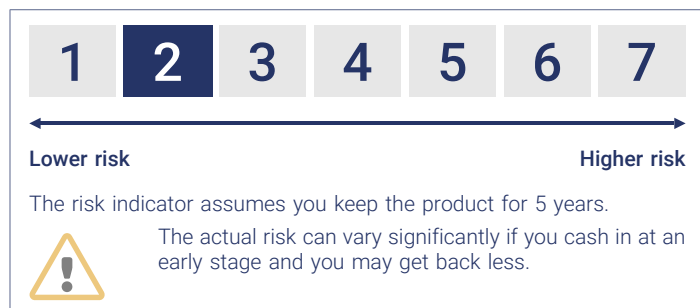 1 2 3 4 5 6 7
Lower risk Higher risk
The risk indicator assumes you keep the product for 5 years.
The actual risk can vary significantly if you cash in at an
early stage and you may get back less.